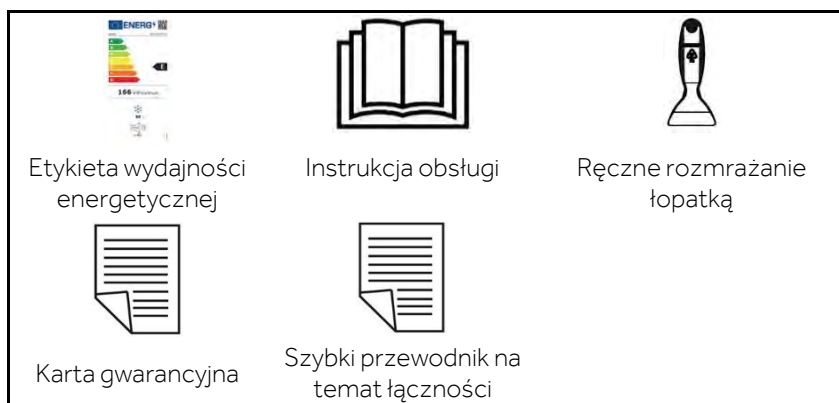 ENERG
A
E
166
Etykieta wydajności
energetycznej
Instrukcja obsługi
Ręczne rozmrażanie
łopatką
Karta gwarancyjna
Szybki przewodnik na
temat łączności